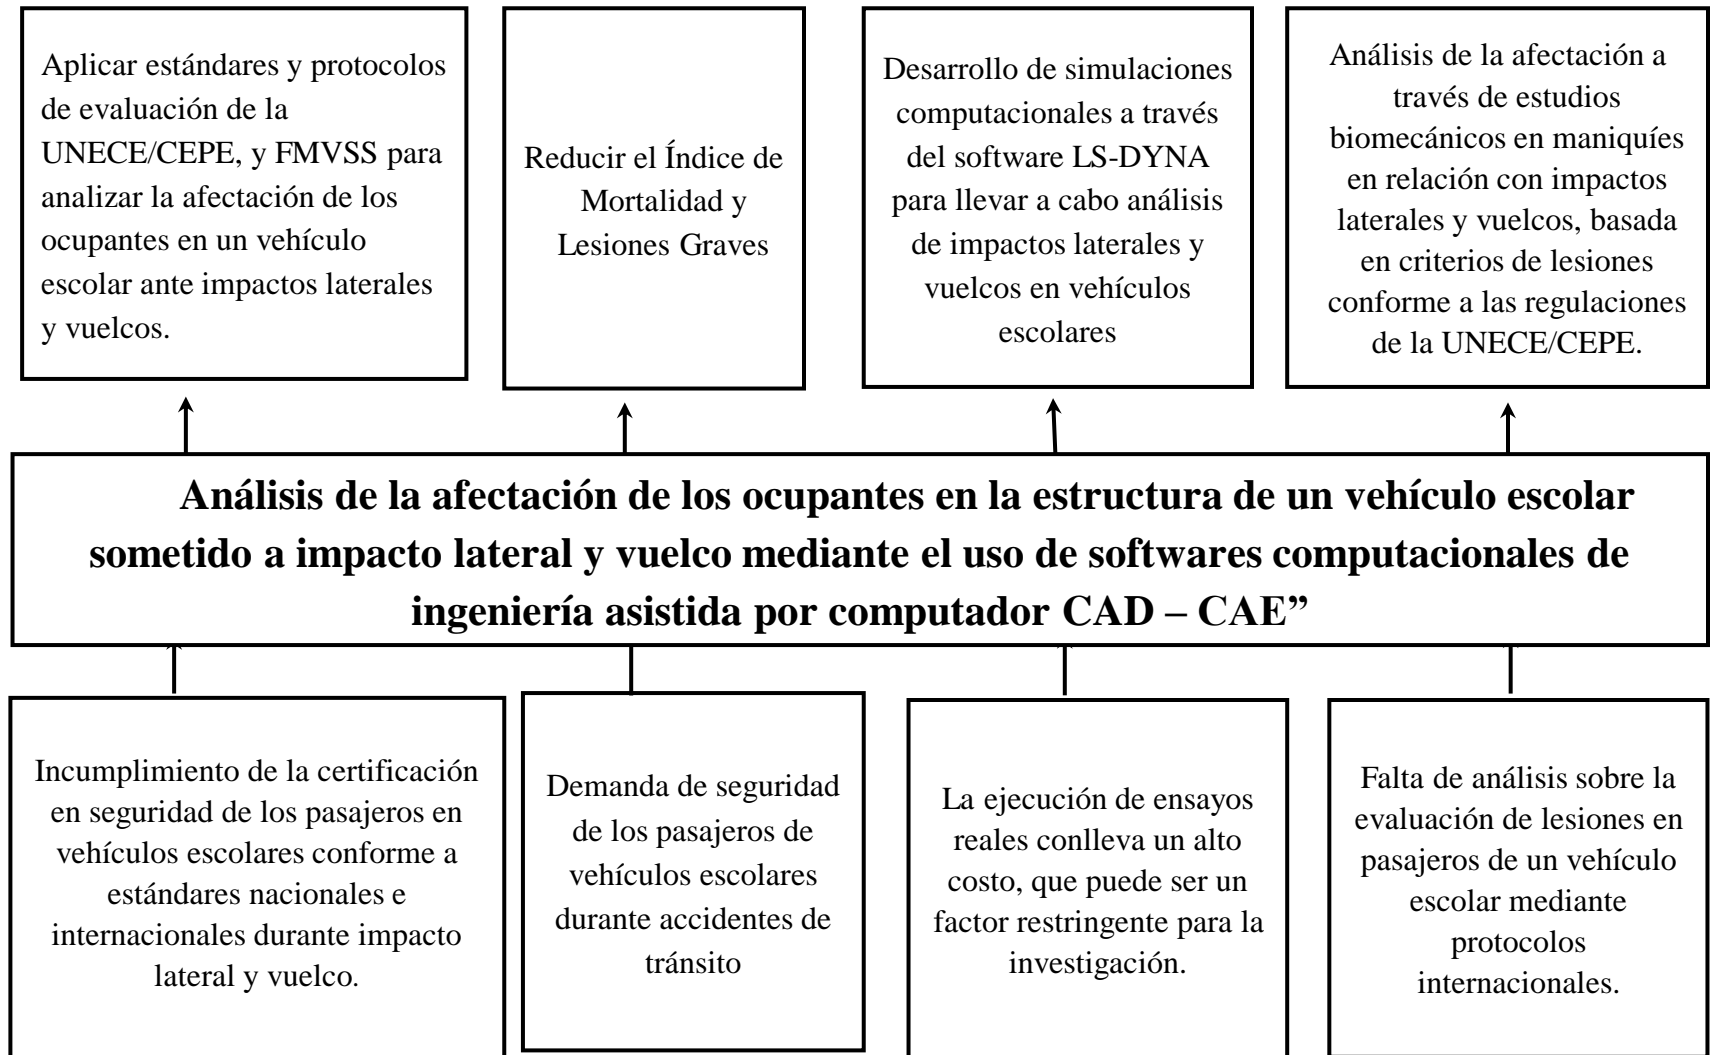 Aplicar estándares y protocolos
de evaluación de la
UNECE/CEPE, y FMVSS para
analizar la afectación de los
ocupantes en un vehículo
escolar ante impactos laterales
y vuelcos.
Reducir el Índice de
Mortalidad y
Lesiones Graves
Desarrollo de simulaciones
computacionales a través
del software LS-DYNA
para llevar a cabo análisis
de impactos laterales y
vuelcos en vehículos
escolares
Análisis de la afectación a
través de estudios
biomecánicos en maniquíes
en relación con impactos
laterales y vuelcos, basada
en criterios de lesiones
conforme a las regulaciones
de la UNECE/CEPE.
Análisis de la afectación de los ocupantes en la estructura de un vehículo escolar
sometido a impacto lateral y vuelco mediante el uso de softwares computacionales de
ingeniería asistida por computador CAD – CAE”
Incumplimiento de la certificación
en seguridad de los pasajeros en
vehículos escolares conforme a
estándares nacionales e
internacionales durante impacto
lateral y vuelco.
Demanda de seguridad
de los pasajeros de
vehículos escolares
durante accidentes de
tránsito
La ejecución de ensayos
reales conlleva un alto
costo, que puede ser un
factor restringente para la
investigación.
Falta de análisis sobre la
evaluación de lesiones en
pasajeros de un vehículo
escolar mediante
protocolos
internacionales.